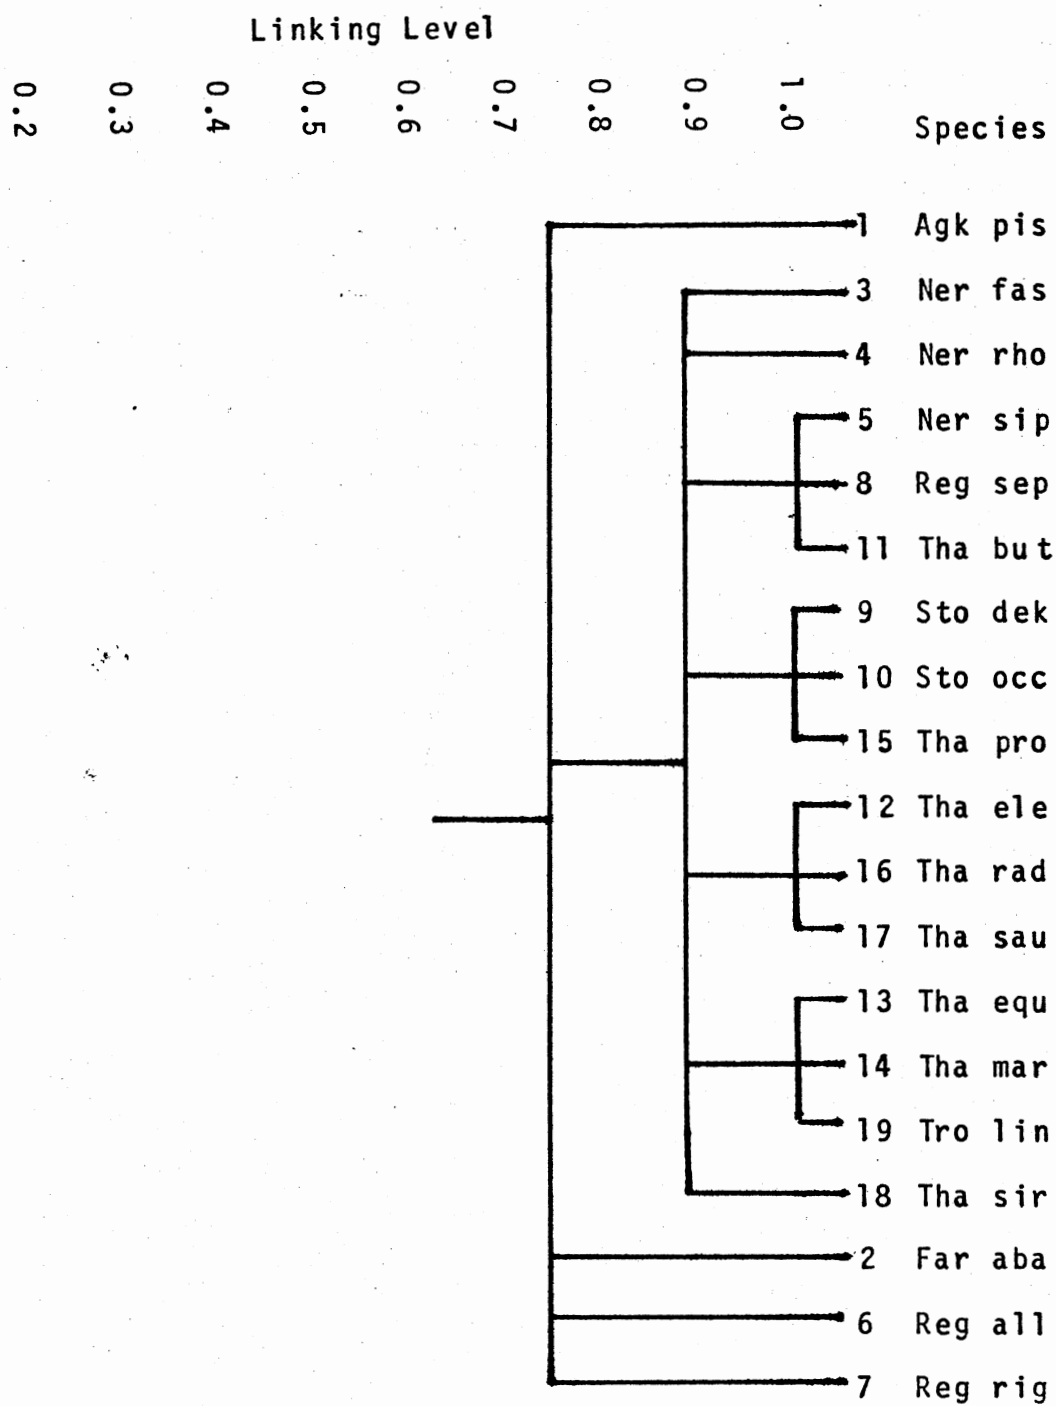 Linking Level
0.2 0.3 0.4 0.5 0.6 0.7 0.8 0.9 1.0 Species
1 Agk pis
3 Ner fas
4 Ner rho
5 Ner sip
8 Reg sep
11 Tha but
9 Sto dek
10 Sto occ
15 Tha pro
12 Tha ele
16 Tha rad
17 Tha sau
13 Tha equ
14 Tha mar
19 Tro lin
18 Tha sir
2 Far aba
6 Reg all
7 Reg rig